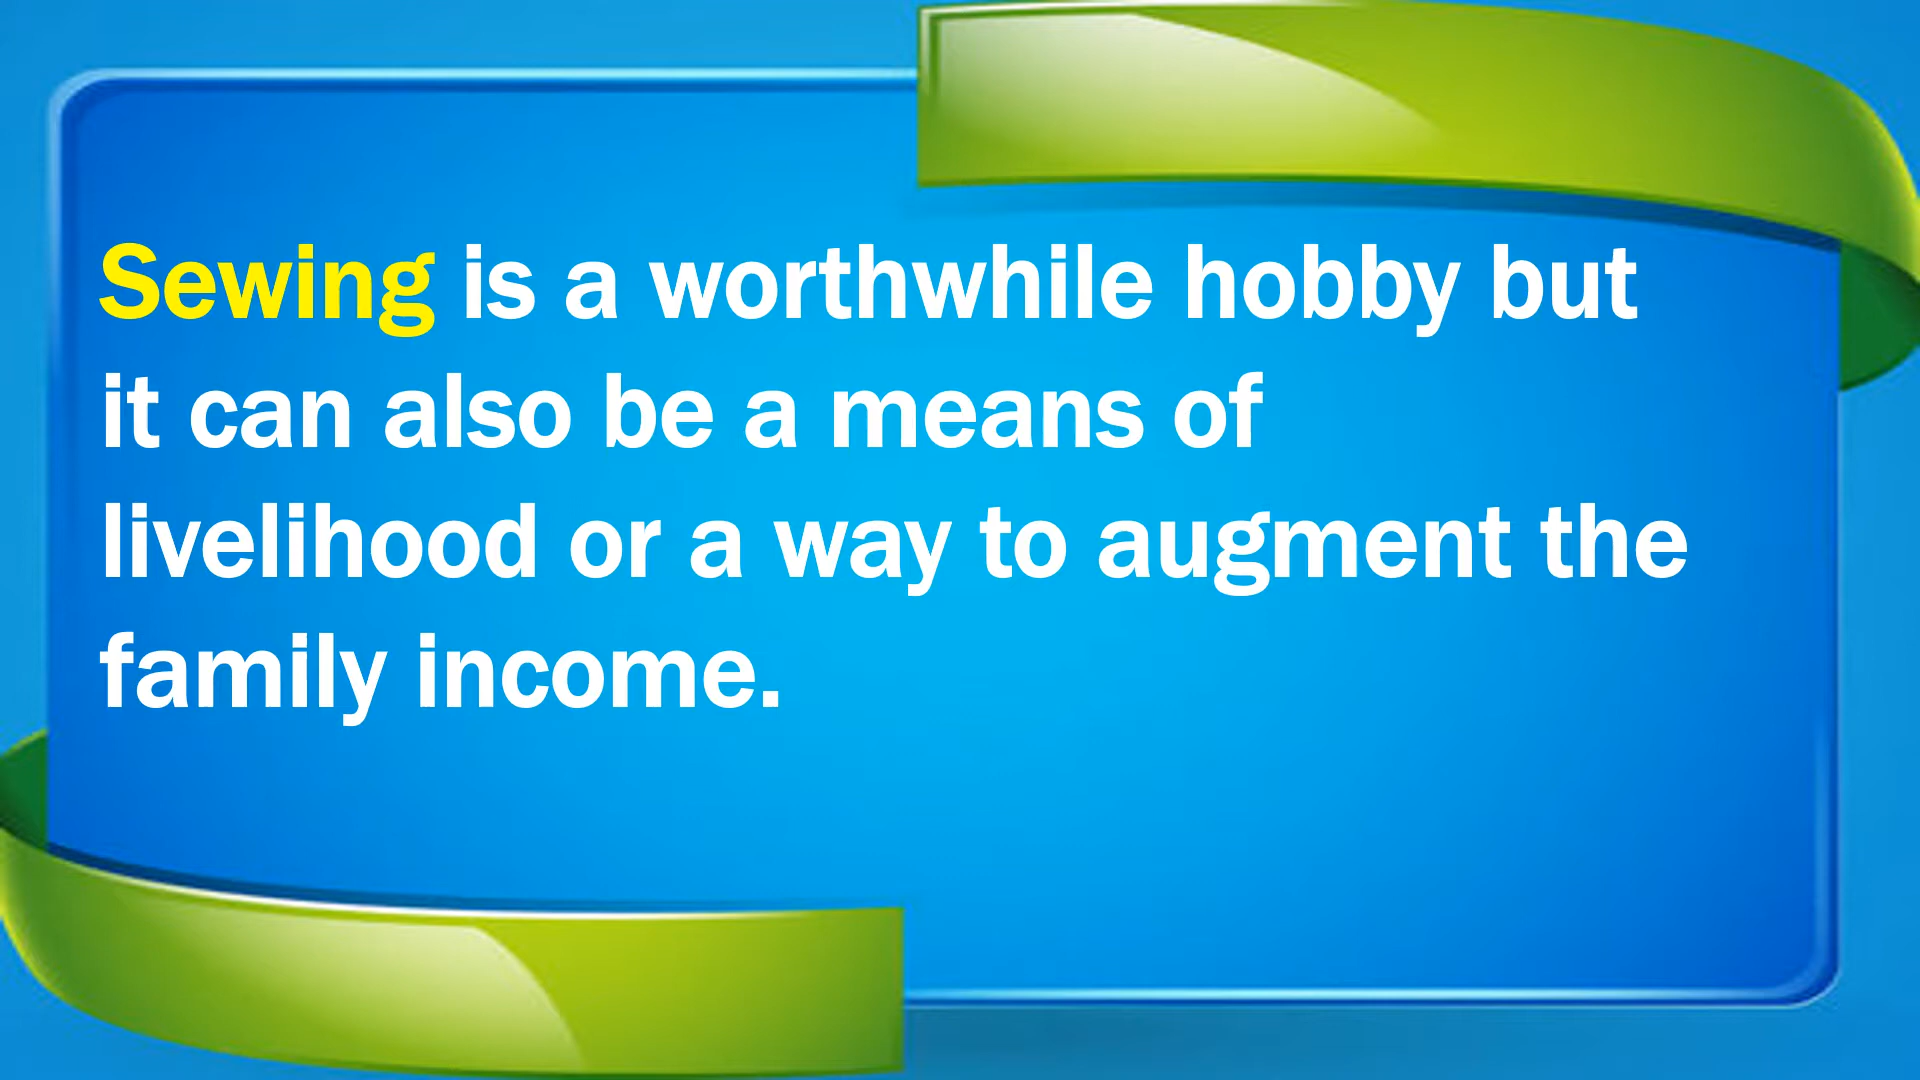 Sewing is a worthwhile hobby but
it can also be a means of
livelihood or a way to augment the
family income.